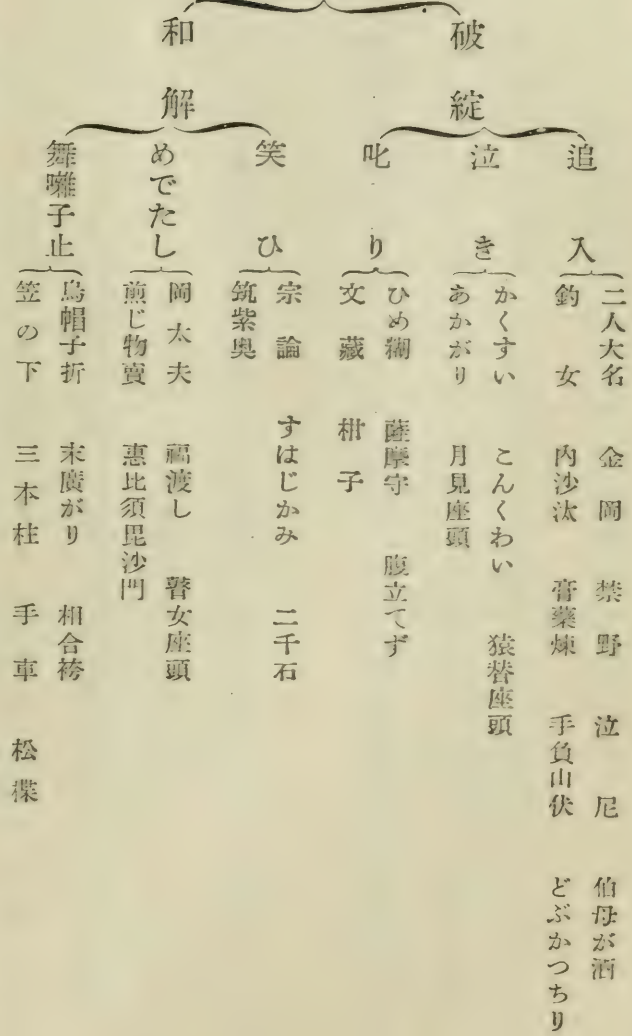 破綻
追入
二人大名 金岡 禁野 泣尼 伯母が酒
釣女 内沙汰 膏藥煉 手負山伏 どぶかつちり
泣き
かくすい こんくわい 猿替座頭
あかがり 月見座頭
叱り
ひめ糊 薩摩守 腹立てず
文藏 柑子
和解
笑ひ
宗論 すはじかみ 二千石
筑紫奥
めでたし
岡太夫 福渡し 瞽女座頭
煎じ物賣 惠比須毘沙門
舞囃子止
烏帽子折 末廣がり 相合袴
笠の下 三本柱 手車 松楪